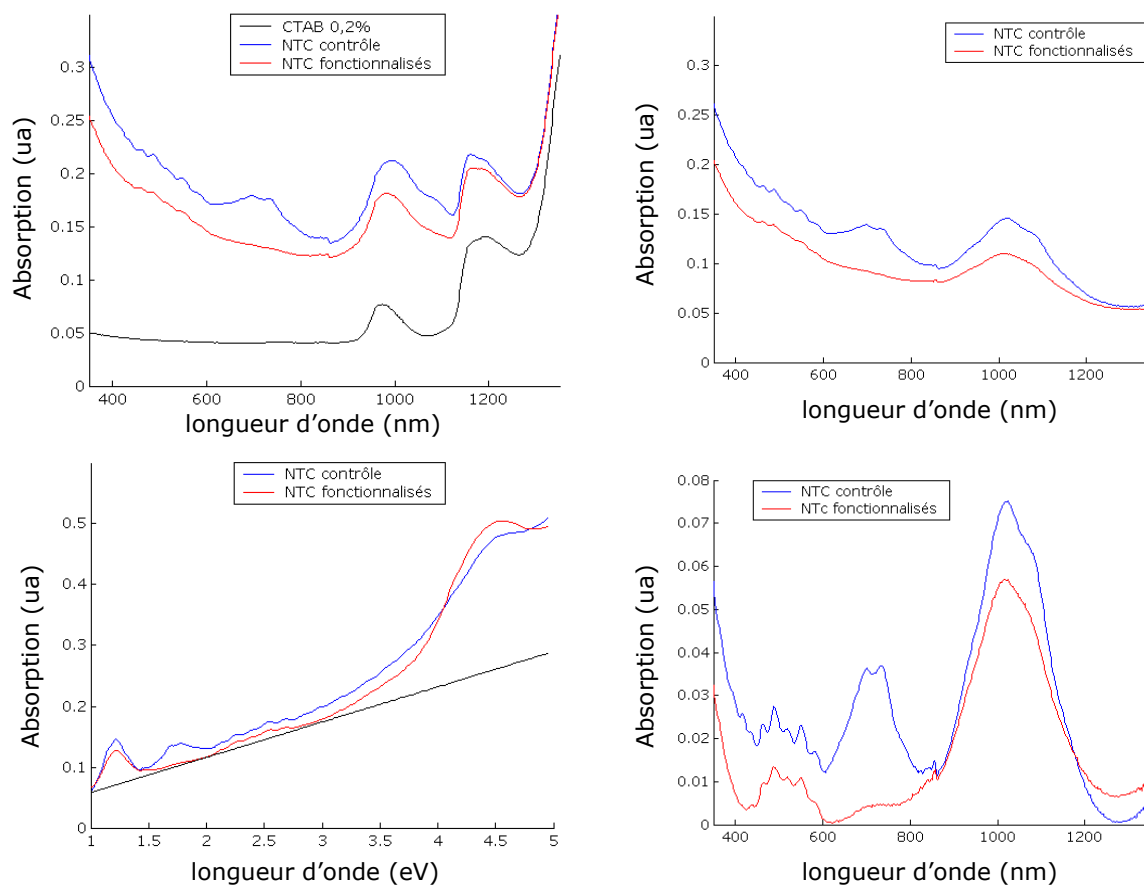 CTAB 0,2%
NTC contrôle
NTC fonctionnalisés
Absorption (ua)
0.3
0.25
0.2
0.15
0.1
0.05
0
400 600 800 1000 1200
longueur d'onde (nm)
NTC contrôle
NTC fonctionnalisés
Absorption (ua)
0.3
0.25
0.2
0.15
0.1
0.05
0
400 600 800 1000 1200
longueur d'onde (nm)
NTC contrôle
NTC fonctionnalisés
Absorption (ua)
0.5
0.4
0.3
0.2
0.1
0
1 1.5 2 2.5 3 3.5 4 4.5 5
longueur d'onde (eV)
NTC contrôle
NTc fonctionnalisés
Absorption (ua)
0.08
0.07
0.06
0.05
0.04
0.03
0.02
0.01
0
400 600 800 1000 1200
longueur d'onde (nm)